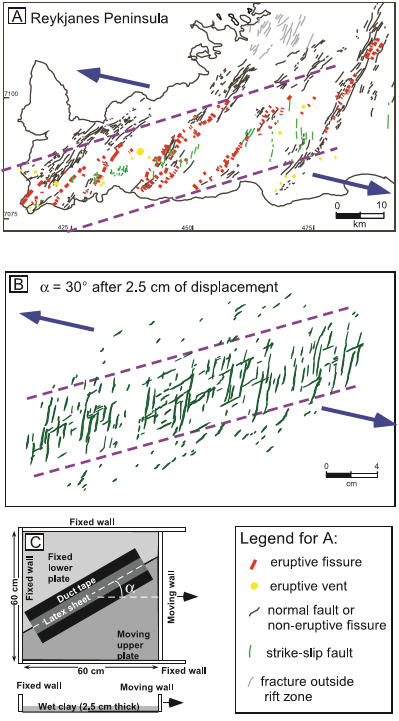 A Reykjanes Peninsula
7100
7075
425
450
475
0 10
km
B α = 30° after 2.5 cm of displacement
0 4
cm
Fixed wall
C
Fixed
lower
plate
Fixed wall
60 cm
Duct tape
Latex sheet
α
Moving wall
Moving
upper
plate
60 cm
Fixed wall
Fixed wall
Moving wall
Wet clay (2.5 cm thick)
Legend for A:
eruptive fissure
eruptive vent
normal fault or
non-eruptive fissure
strike-slip fault
fracture outside
rift zone